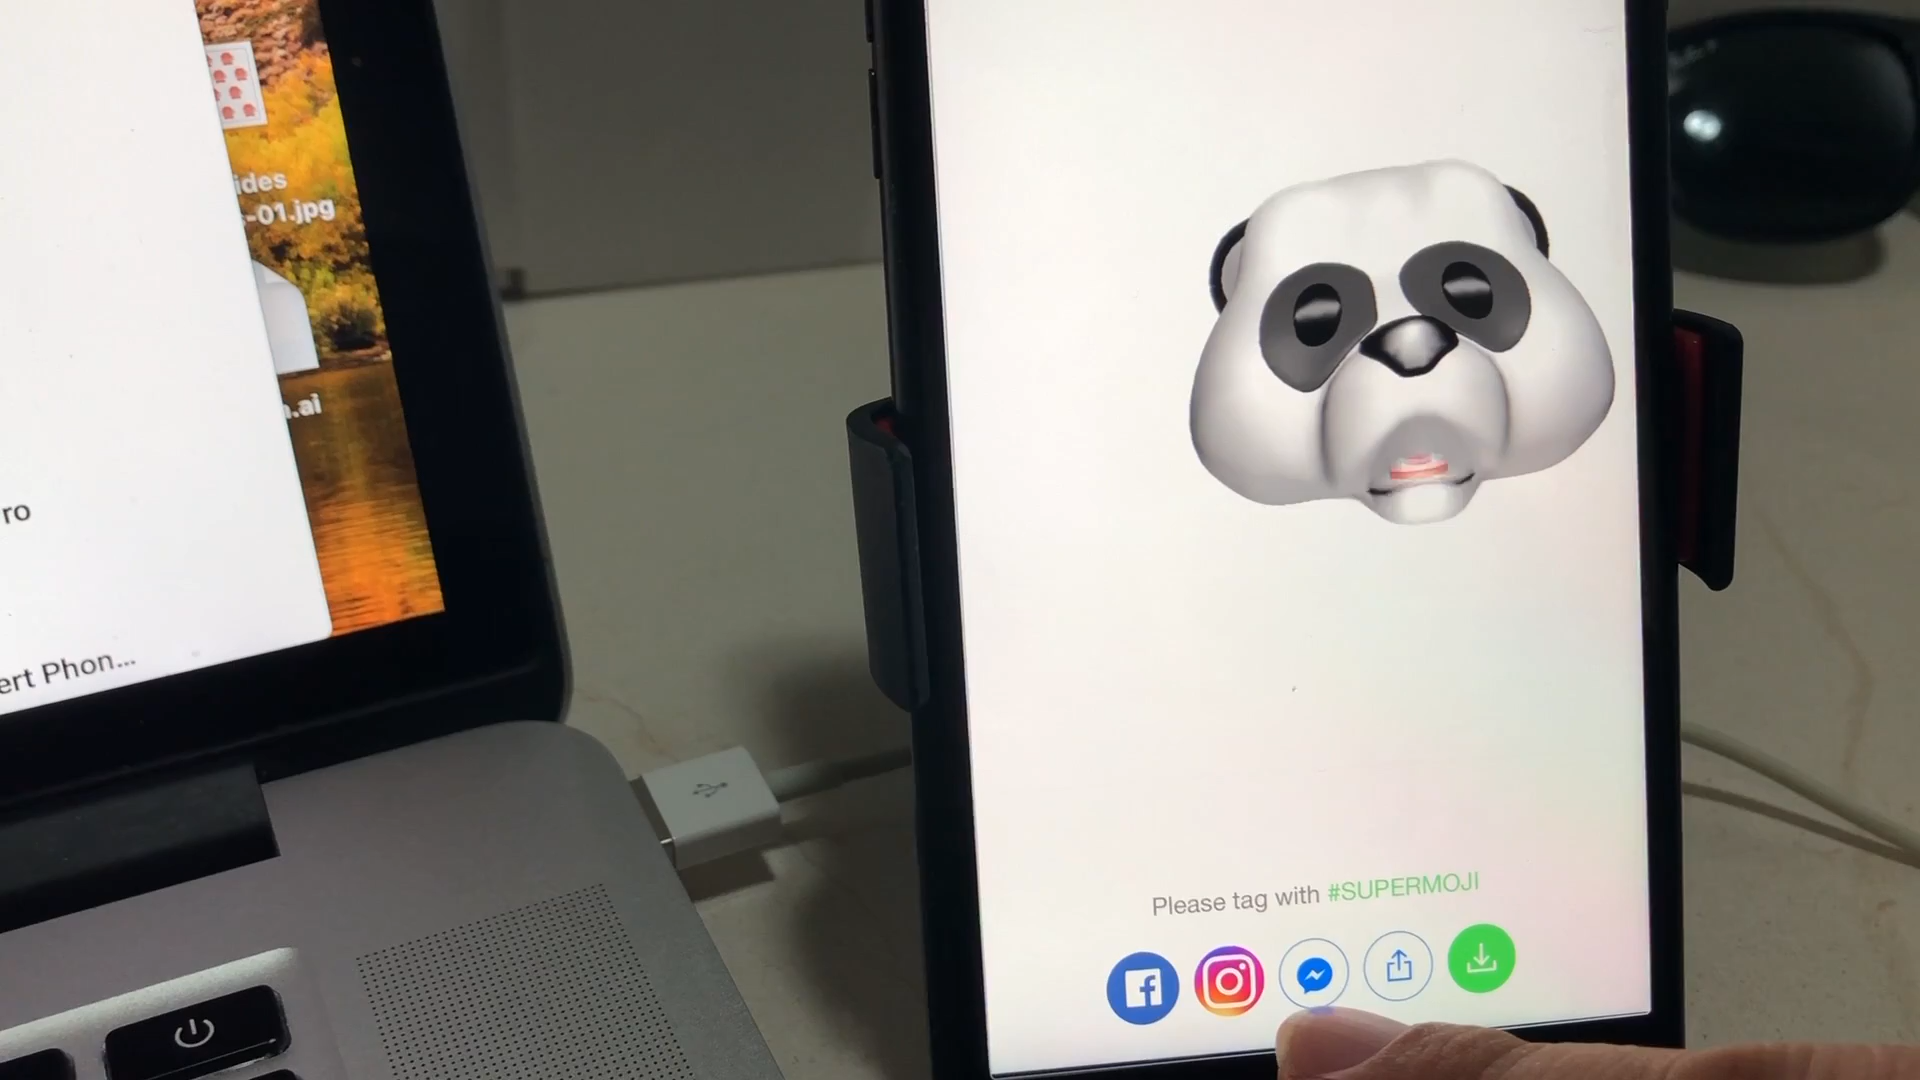 ides
-01.jpg
.ai
ro
ert Phon...
Please tag with #SUPERMOJI